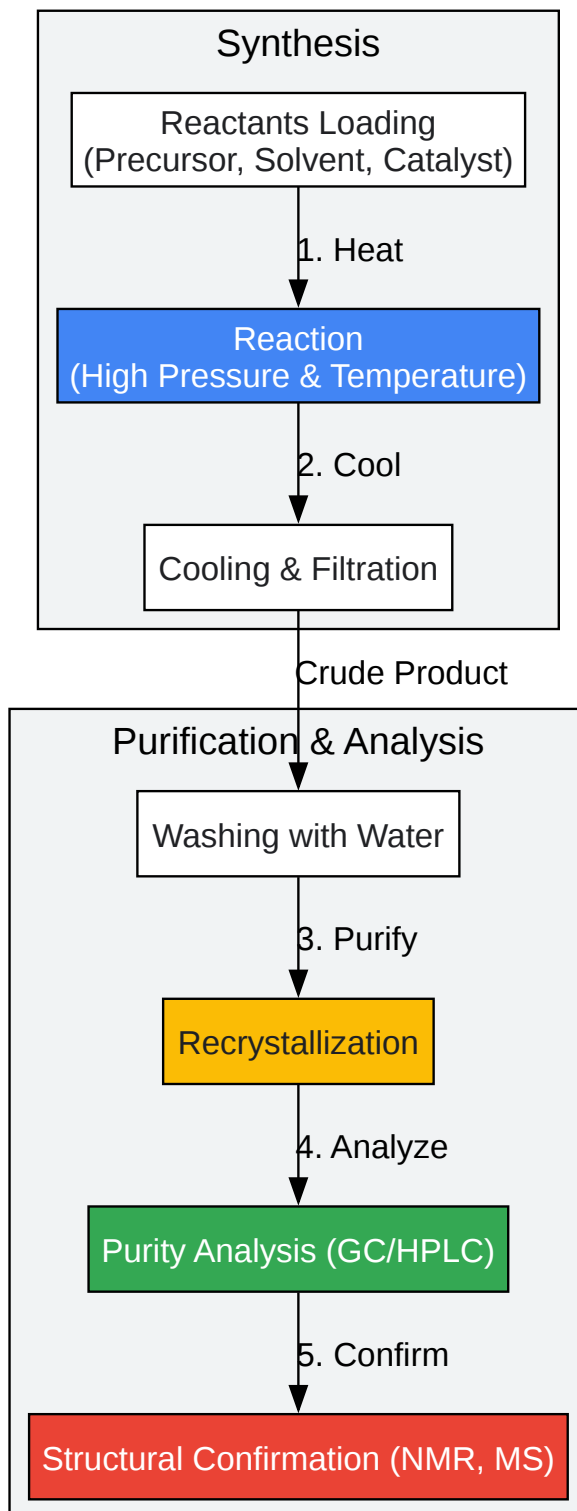 Synthesis
Reactants Loading
(Precursor, Solvent, Catalyst)
1. Heat
Reaction
(High Pressure & Temperature)
2. Cool
Cooling & Filtration
Crude Product
Purification & Analysis
Washing with Water
3. Purify
Recrystallization
4. Analyze
Purity Analysis (GC/HPLC)
5. Confirm
Structural Confirmation (NMR, MS)